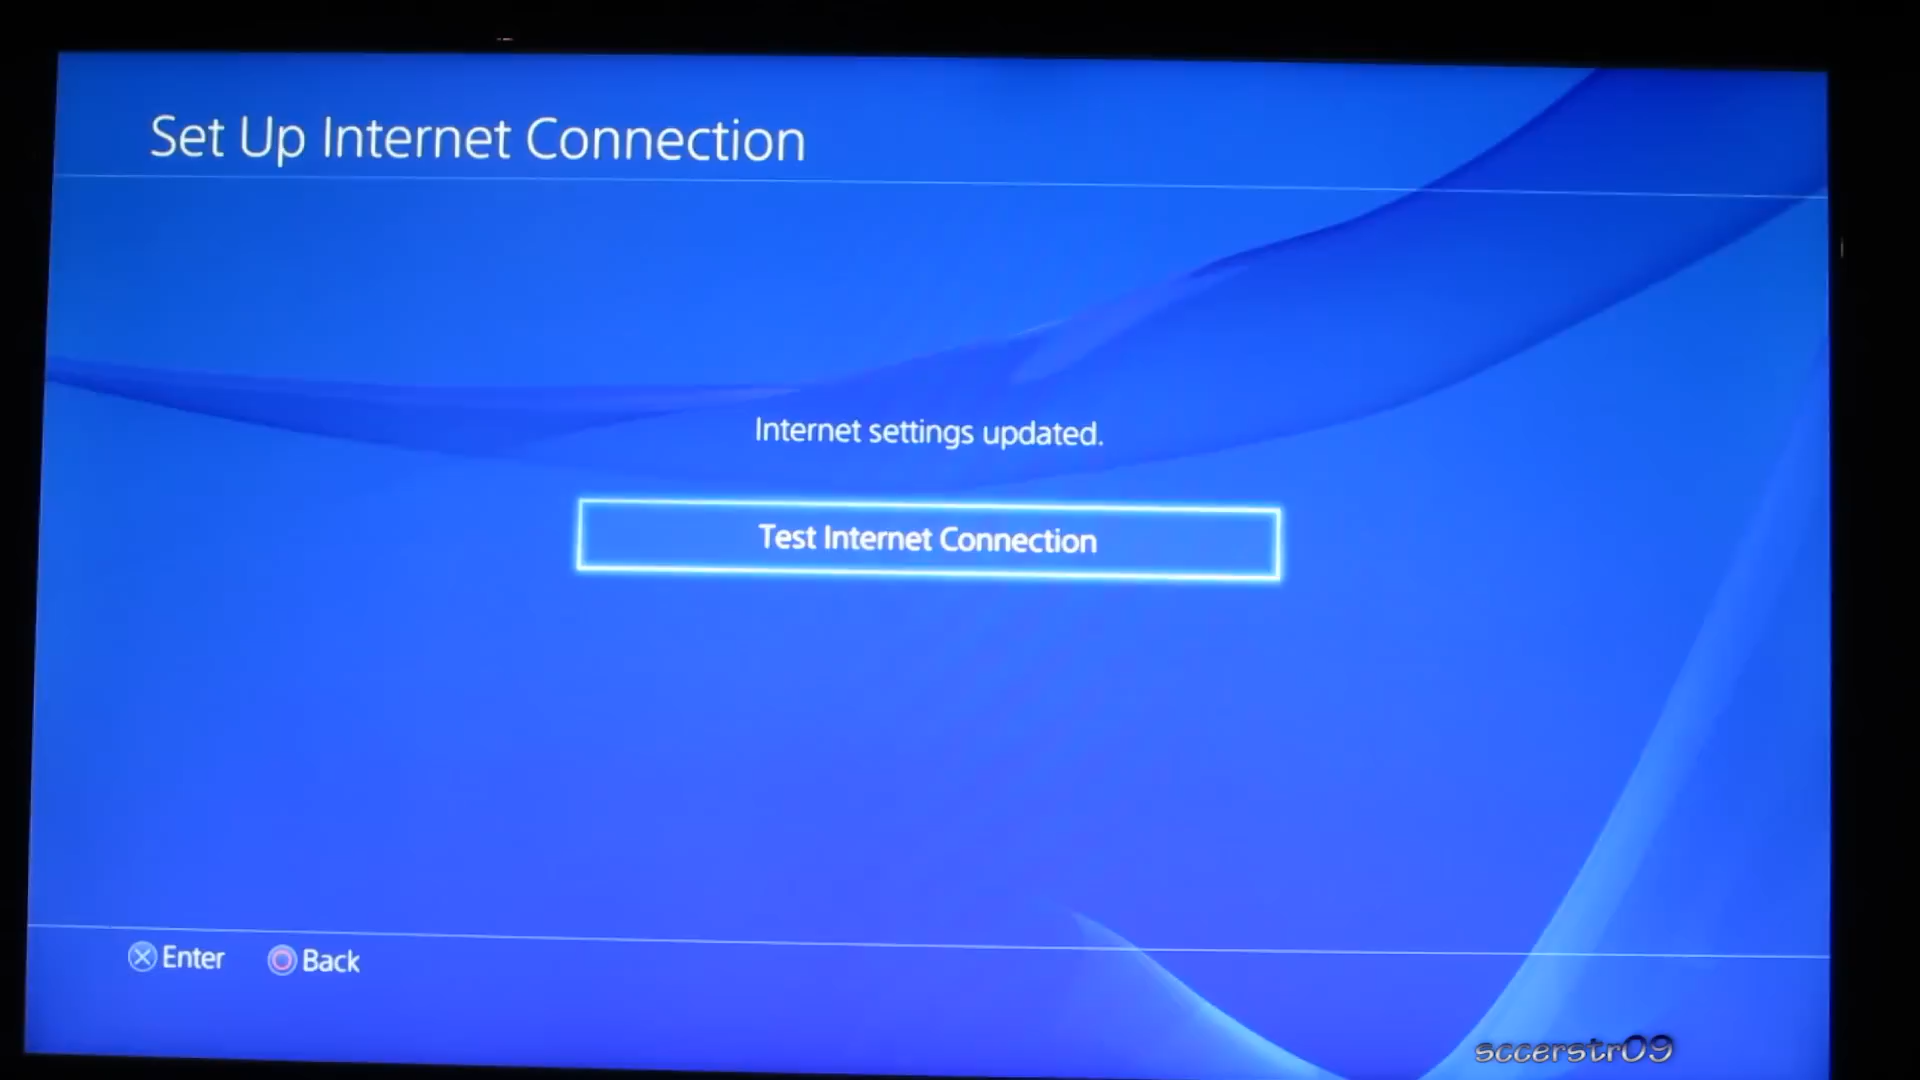 Set Up Internet Connection
Internet settings updated.
Test Internet Connection
Enter Back
sccerstr09